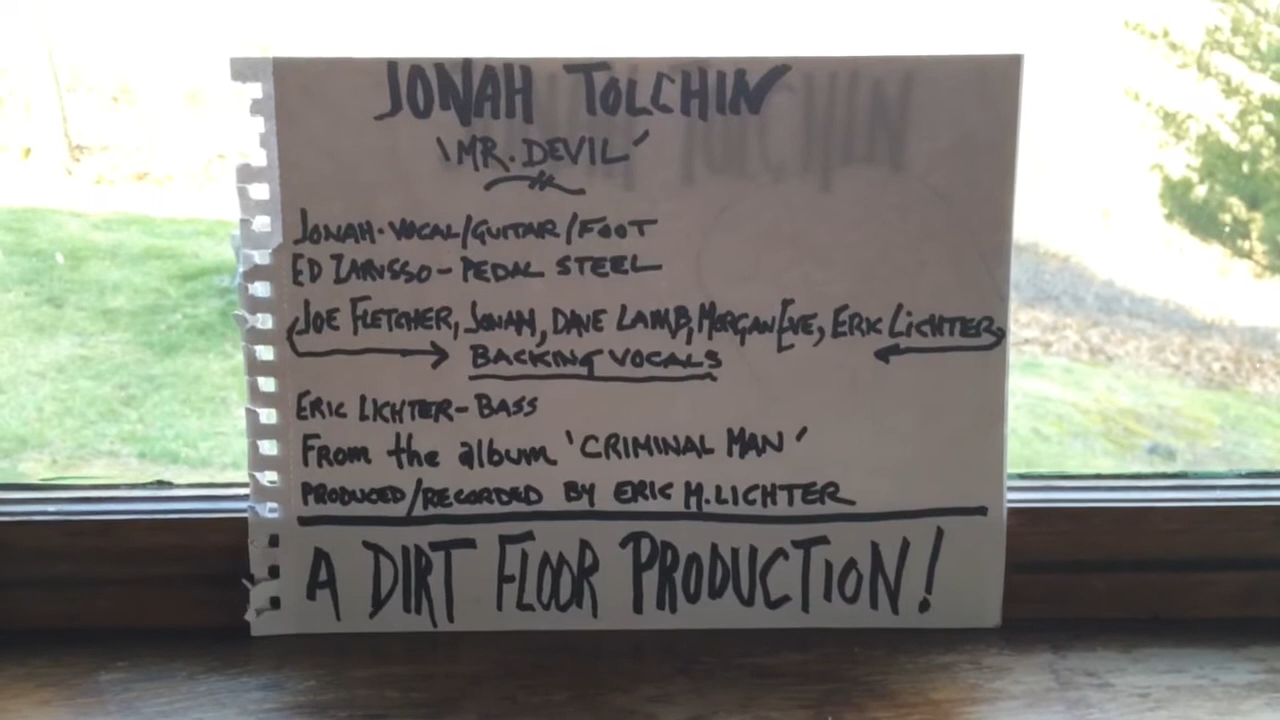 JONAH TOLCHIN
'MR. DEVIL'
JONAH - VOCAL/GUITAR/FOOT
ED IARUSSO - PEDAL STEEL
JOE FLETCHER, JONAH, DAVE LAMB, MORGAN EVE, ERIC LICHTER
BACKING VOCALS
ERIC LICHTER - BASS
From the album 'CRIMINAL MAN'
PRODUCED/RECORDED BY ERIC M. LICHTER
A DIRT FLOOR PRODUCTION!